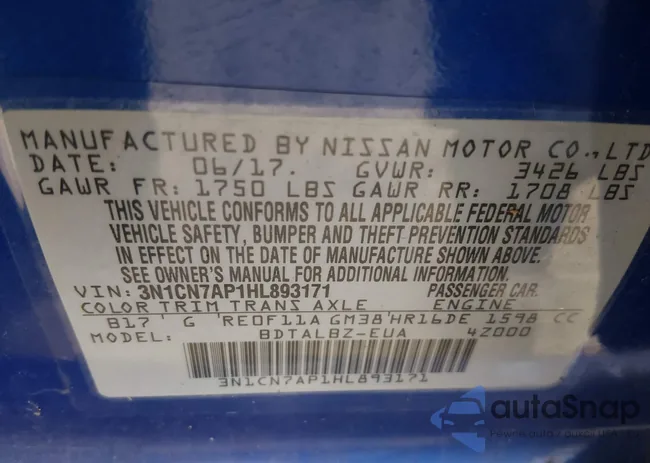 MANUFACTURED BY NISSAN MOTOR CO.,LTD
DATE: 06/17. GVWR: 3426 LBS
GAWR FR: 1750 LBS GAWR RR: 1708 LBS
THIS VEHICLE CONFORMS TO ALL APPLICABLE FEDERAL MOTOR
VEHICLE SAFETY, BUMPER AND THEFT PREVENTION STANDARDS
IN EFFECT ON THE DATE OF MANUFACTURE SHOWN ABOVE.
SEE OWNER'S MANUAL FOR ADDITIONAL INFORMATION.
VIN: 3N1CN7AP1HL893171 PASSENGER CAR.
COLOR TRIM TRANS AXLE ENGINE
B17 G RE0F11A GM38 HR16DE 1598 CC
MODEL: BDTALBZ-EUA 4Z000
3N1CN7AP1HL893171
autoSnap